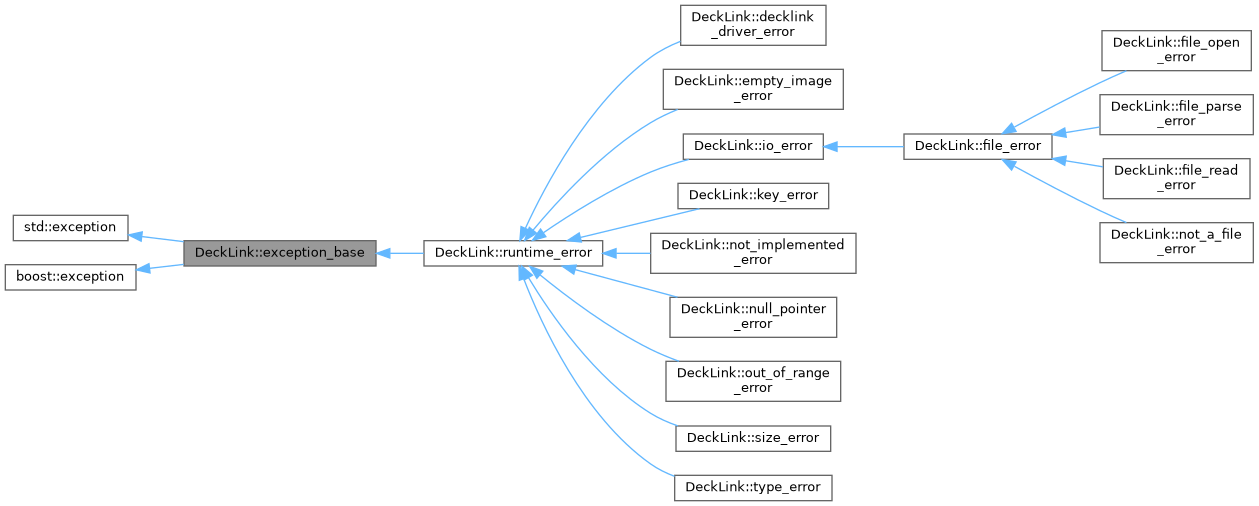 std::exception
boost::exception
DeckLink::exception_base
DeckLink::runtime_error
DeckLink::decklink
_driver_error
DeckLink::empty_image
_error
DeckLink::io_error
DeckLink::key_error
DeckLink::not_implemented
_error
DeckLink::null_pointer
_error
DeckLink::out_of_range
_error
DeckLink::size_error
DeckLink::type_error
DeckLink::file_error
DeckLink::file_open
_error
DeckLink::file_parse
_error
DeckLink::file_read
_error
DeckLink::not_a_file
_error